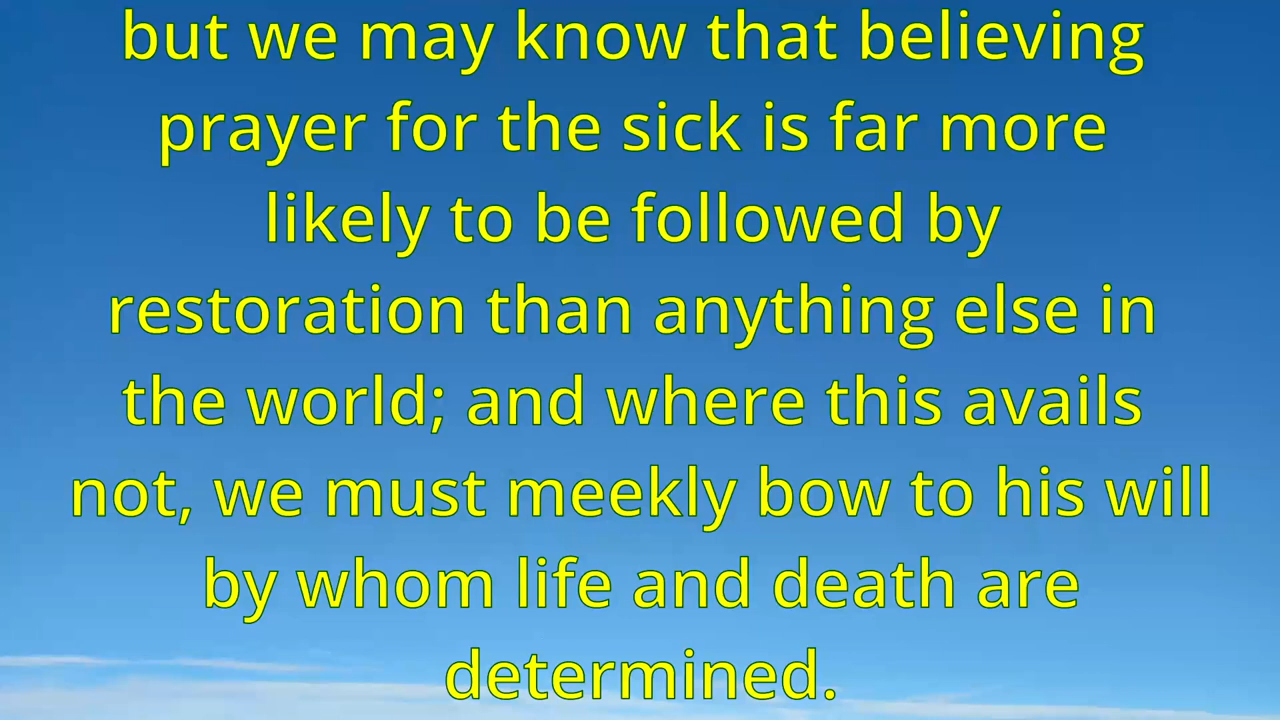 but we may know that believing
prayer for the sick is far more
likely to be followed by
restoration than anything else in
the world; and where this avails
not, we must meekly bow to his will
by whom life and death are
determined.